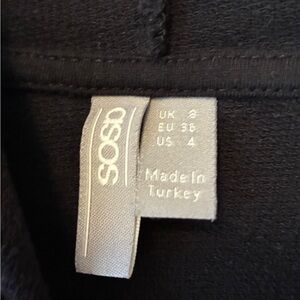 asos
UK 8
EU 36
US 4
Made In
Turkey